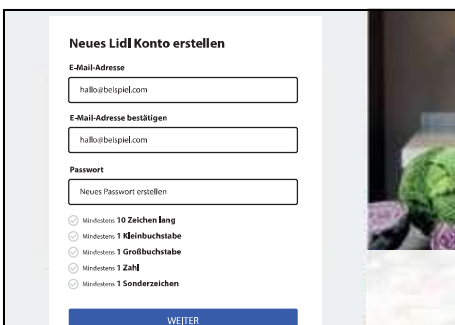 Neues Lidl Konto erstellen
E-Mail-Adresse
hallo@beispiel.com
E-Mail-Adresse bestätigen
hallo@beispiel.com
Passwort
Neues Passwort erstellen
Mindestens 10 Zeichen lang
Mindestens 1 Kleinbuchstabe
Mindestens 1 Großbuchstabe
Mindestens 1 Zahl
Mindestens 1 Sonderzeichen
WEITER